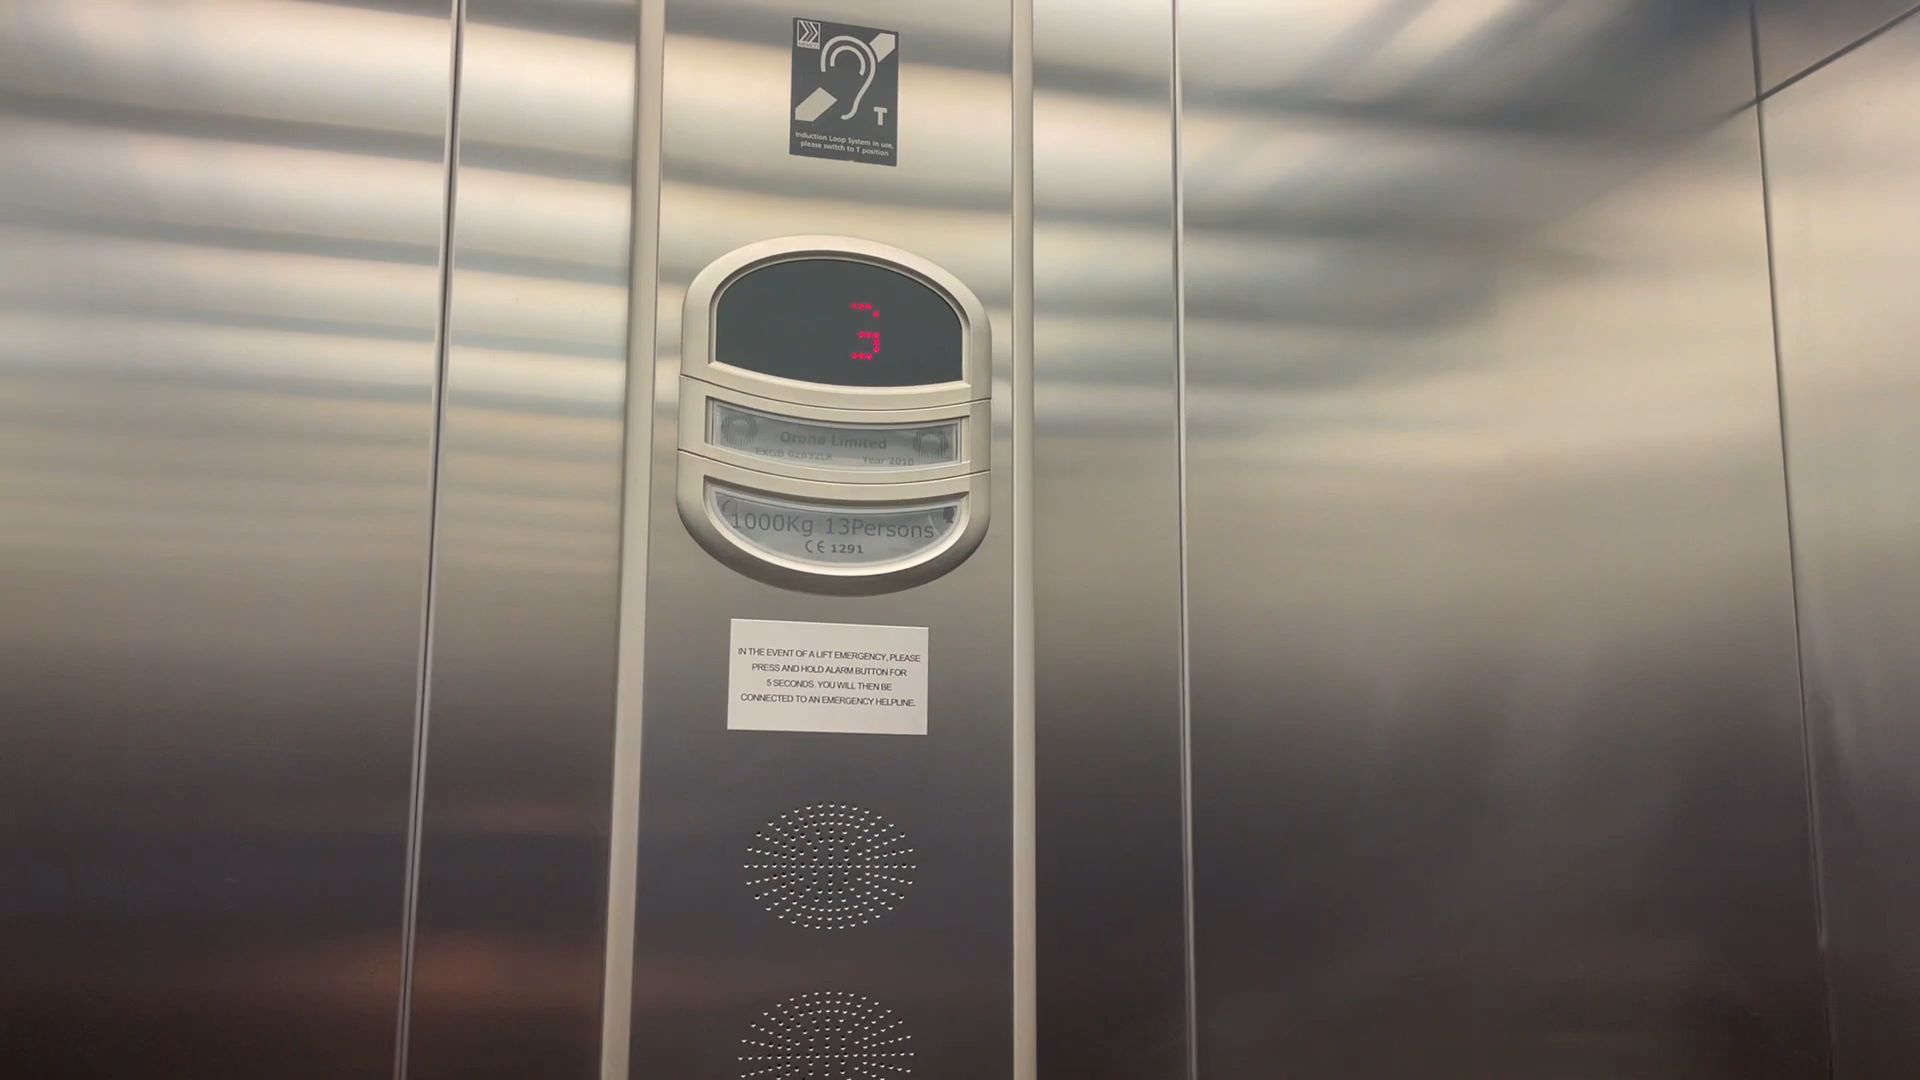 T
Induction Loop System in use,
please switch to T position
3
Orona Limited
Year 2010
1000Kg 13Persons
CE 1291
IN THE EVENT OF A LIFT EMERGENCY, PLEASE
PRESS AND HOLD ALARM BUTTON FOR
5 SECONDS. YOU WILL THEN BE
CONNECTED TO AN EMERGENCY HELPLINE.